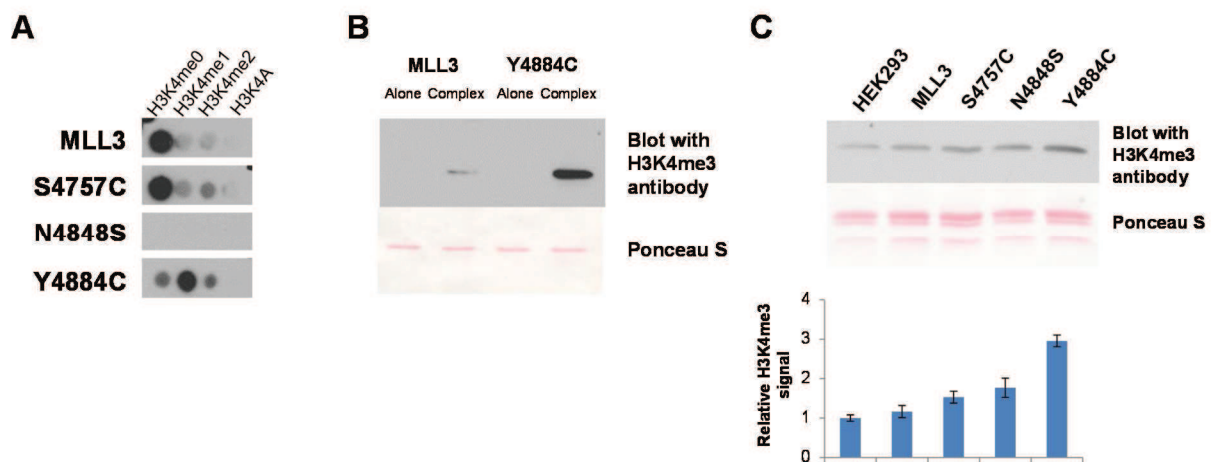 A
H3K4me0
H3K4me1
H3K4me2
H3K4A
MLL3
S4757C
N4848S
Y4884C
B
MLL3 Y4884C
Alone Complex Alone Complex
Blot with
H3K4me3
antibody
Ponceau S
C
HEK293
MLL3
S4757C
N4848S
Y4884C
Blot with
H3K4me3
antibody
Ponceau S
Relative H3K4me3
signal
4
3
2
1
0